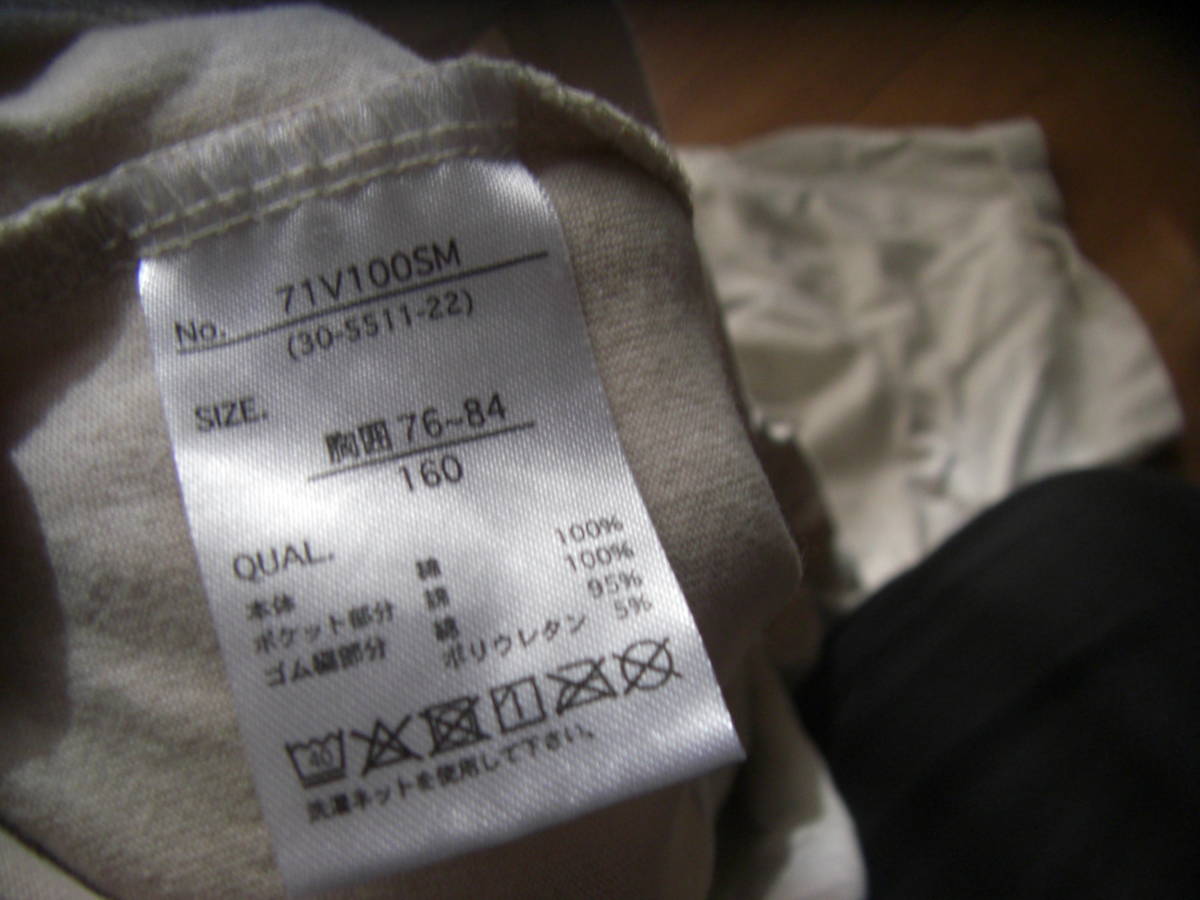 No. 71V100SM
(30-5511-22)
SIZE.
胸囲 76~84
160
QUAL.
本体 綿 100%
ポケット部分 綿 100%
ゴム編部分 綿 95%
ポリウレタン 5%
40
洗濯ネットを使用して下さい。